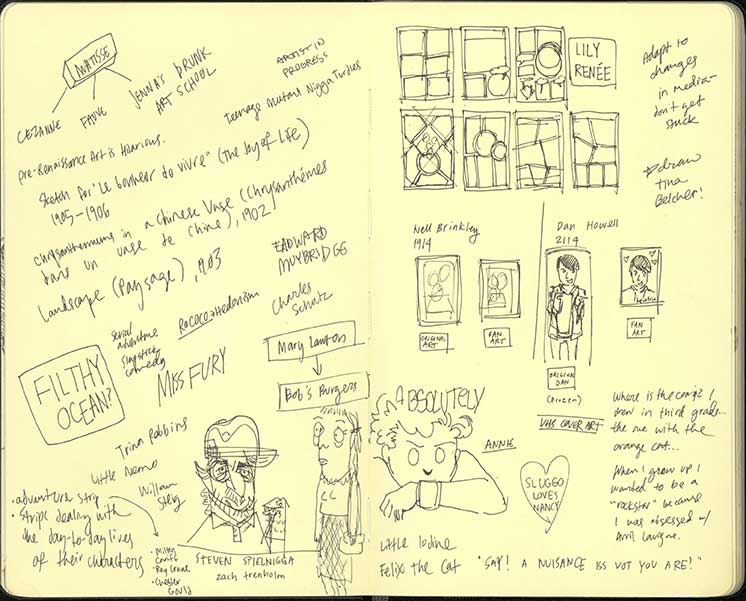 MATISSE
CEZANNE
FAUVE
JENNA'S DRUNK
ART SCHOOL
ARTIST IN
PROGRESS
Teenage Mutant Nigga Turtles
pre-Renaissance Art is Hilarious.
Sketch for "Le bonheur de vivre" (The Joy of Life)
1905-1906
Chrysanthemums in a Chinese Vase (Chrysanthèmes
dans un vase de Chine), 1902
Landscape (Paysage), 1903
EADWARD
MUYBRIDGE
Rococo → Hedonism
Charles
Schultz
Serial
adventure
Slapstick
comedy
FILTHY
OCEAN?
MISS FURY
Mary Lawton
Bob's Burgers
Trina Robbins
Little Nemo
William
Steig
• adventure strip
• Strips dealing with
the day-to-day lives
of their characters
• Milton
Caniff
• Roy Crane
• Chester
Gould
STEVEN SPIELNIGGA
zach trenholm
LILY
RENÉE
Adapt to
changes
in media-
don't get
stuck
draw
Tina
Belcher!
Nell Brinkley
1914
ORIGINAL
ART
FAN
ART
Dan Howell
2114
ORIGINAL
DAN
(frozen)
FAN
ART
VHS COVER ART
ABSOLUTELY
ANNIE
SLUGGO
LOVES
NANCY
Where is the comic I
drew in third grade...
the one with the
orange cat...
When I grew up I
wanted to be a
"rockstar" because
I was obsessed w/
Avril Lavigne.
Little Iodine
Felix the Cat
"SAY! A NUISANCE ISS VOT YOU ARE!"